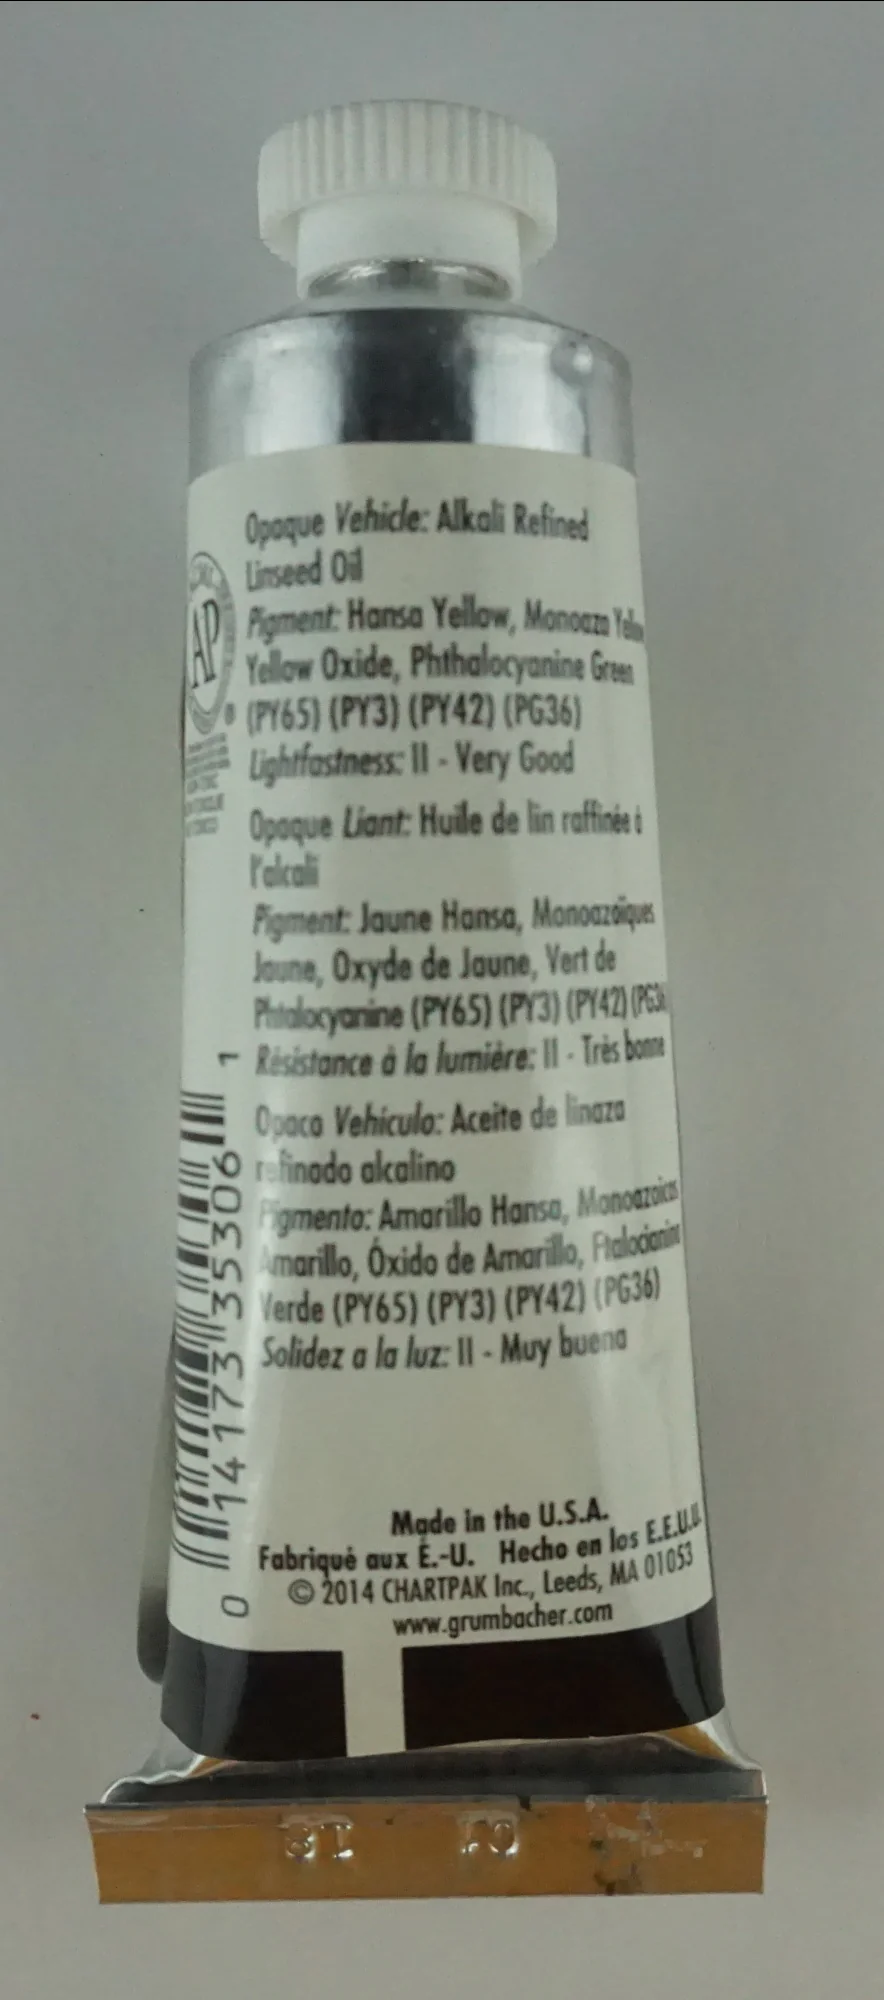 Opaque Vehicle: Alkali Refined
Linseed Oil
Pigment: Hansa Yellow, Monoazo Yellow
Yellow Oxide, Phthalocyanine Green
(PY65) (PY3) (PY42) (PG36)
Lightfastness: II - Very Good
Opaque Liant: Huile de lin raffinée à
l'alcali
Pigment: Jaune Hansa, Monoazoïques
Jaune, Oxyde de Jaune, Vert de
Phtalocyanine (PY65) (PY3) (PY42) (PG36
Résistance à la lumière: II - Très bonne
Opaco Vehículo: Aceite de linaza
refinado alcalino
Pigmento: Amarillo Hansa, Monoazoicos
Amarillo, Óxido de Amarillo, Ftalocianina
Verde (PY65) (PY3) (PY42) (PG36)
Solidez a la luz: II - Muy buena
Made in the U.S.A.
Fabriqué aux É.-U. Hecho en los E.E.U.U.
© 2014 CHARTPAK Inc., Leeds, MA 01053
www.grumbacher.com
AP
®
0 14173 35306 1